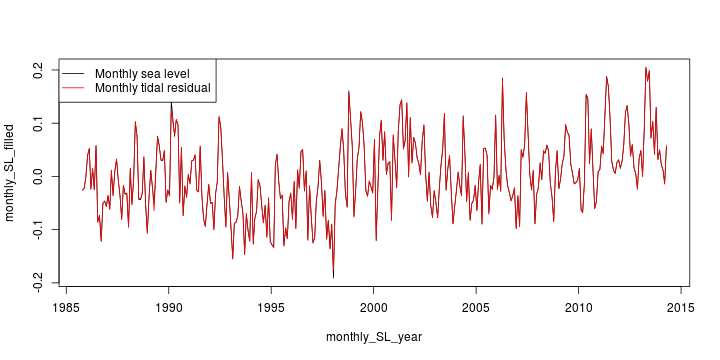 Monthly sea level
Monthly tidal residual
monthly_SL_filled
0.2
0.1
0.0
-0.1
-0.2
1985 1990 1995 2000 2005 2010 2015
monthly_SL_year